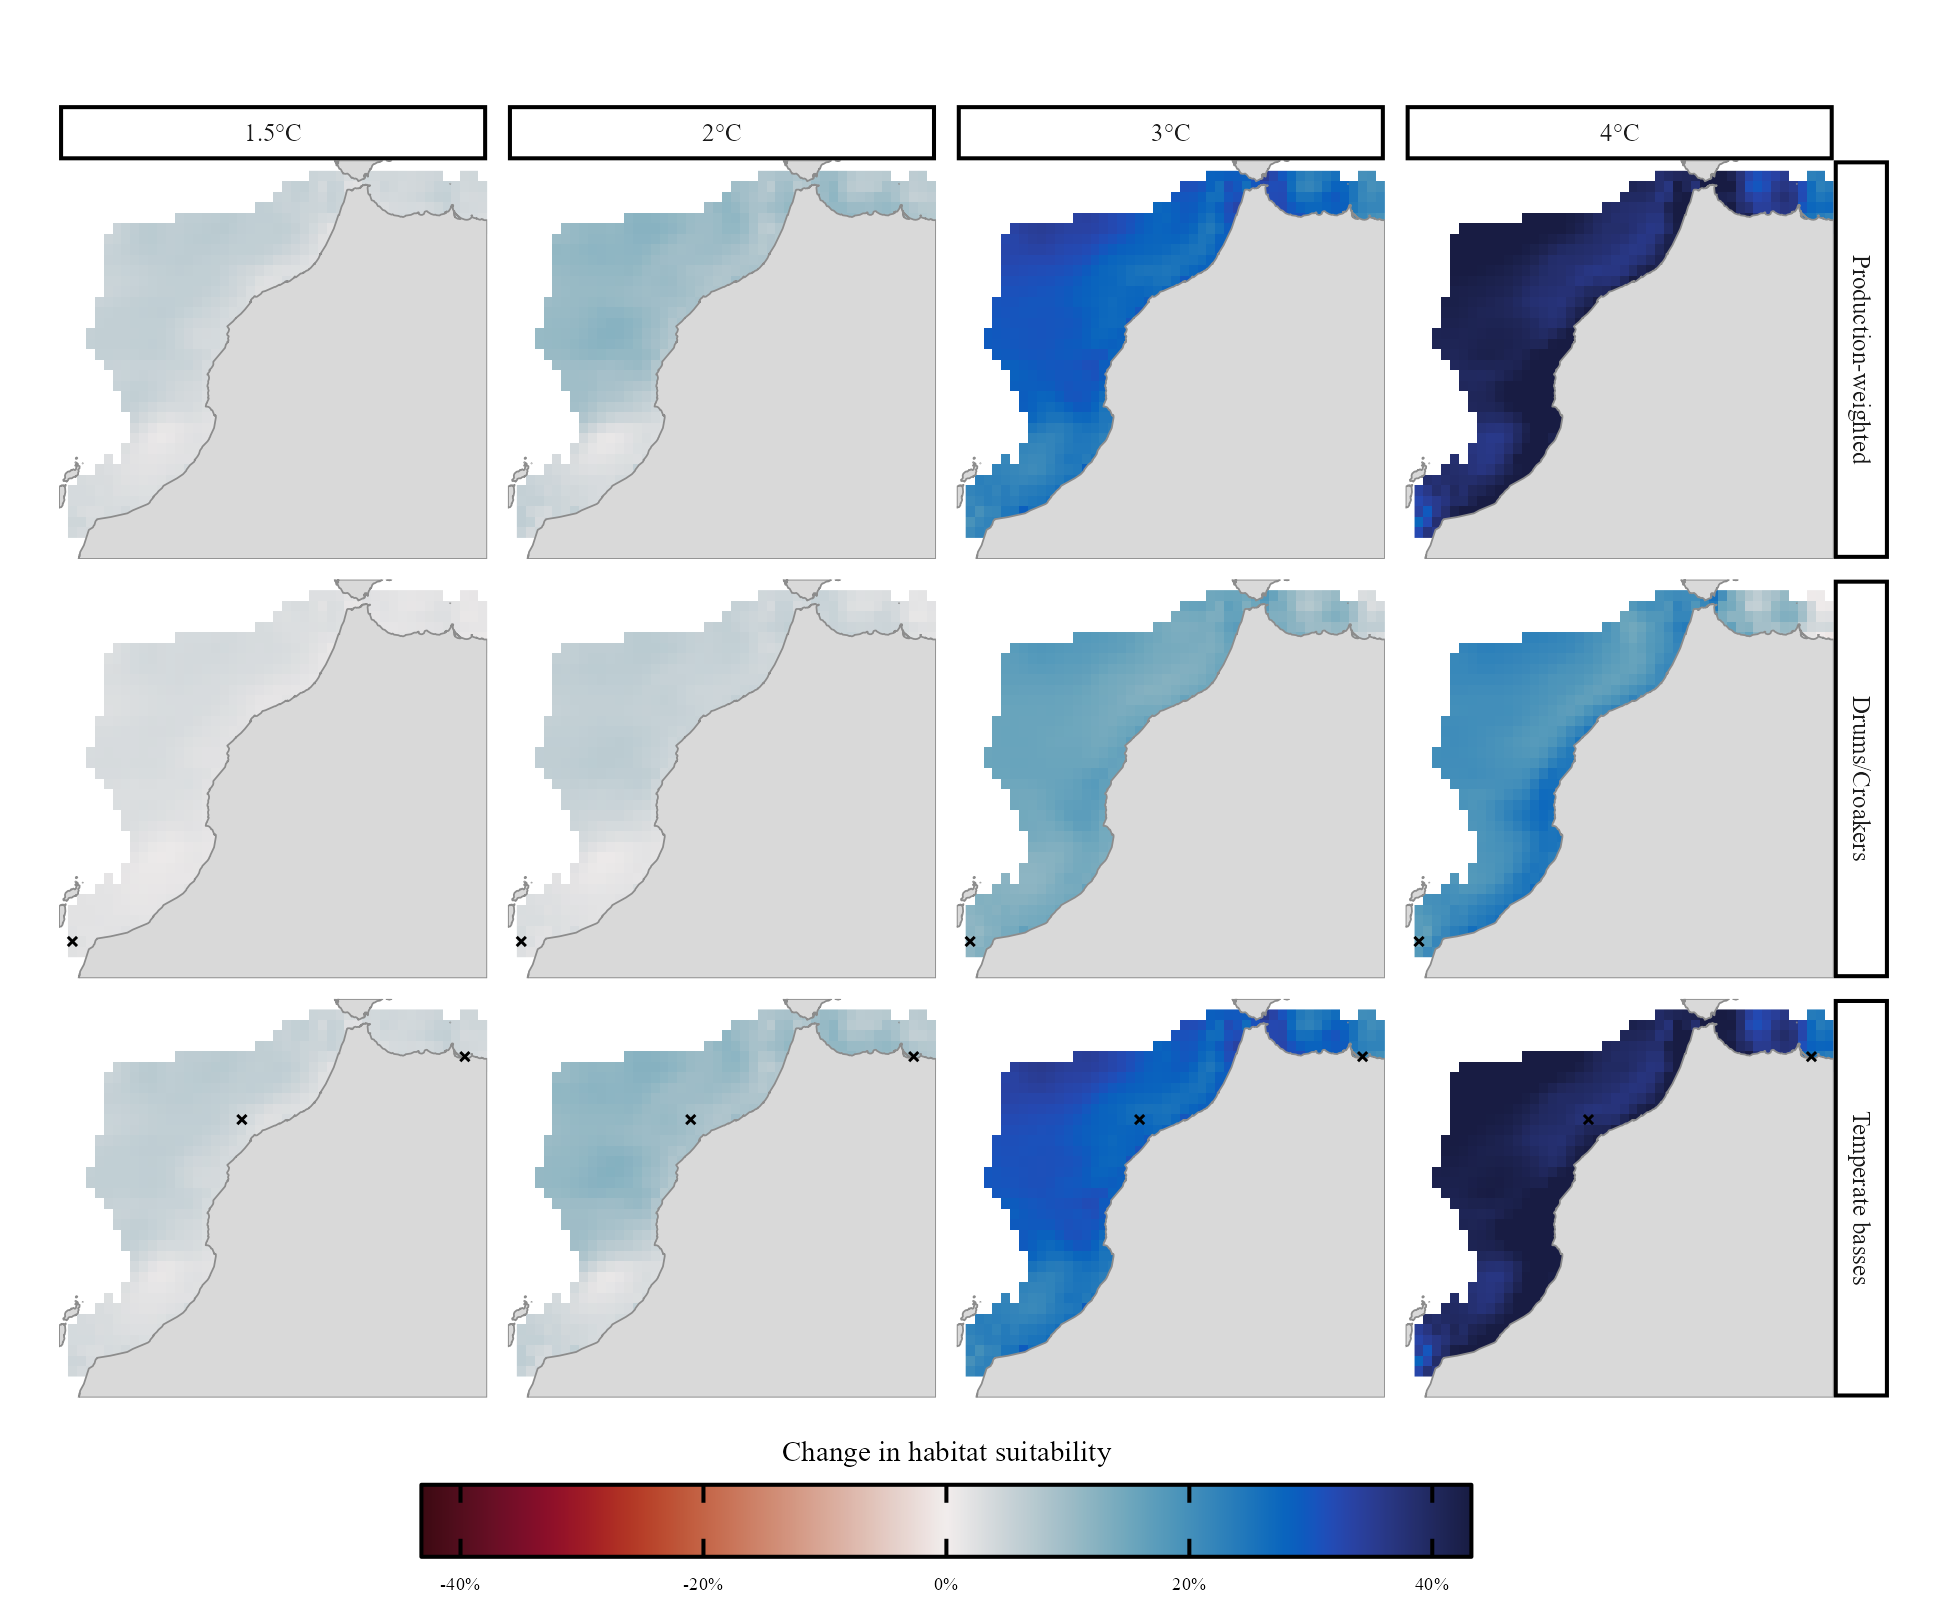 1.5°C
2°C
3°C
4°C
Production-weighted
Drums/Croakers
Temperate basses
Change in habitat suitability
-40%
-20%
0%
20%
40%